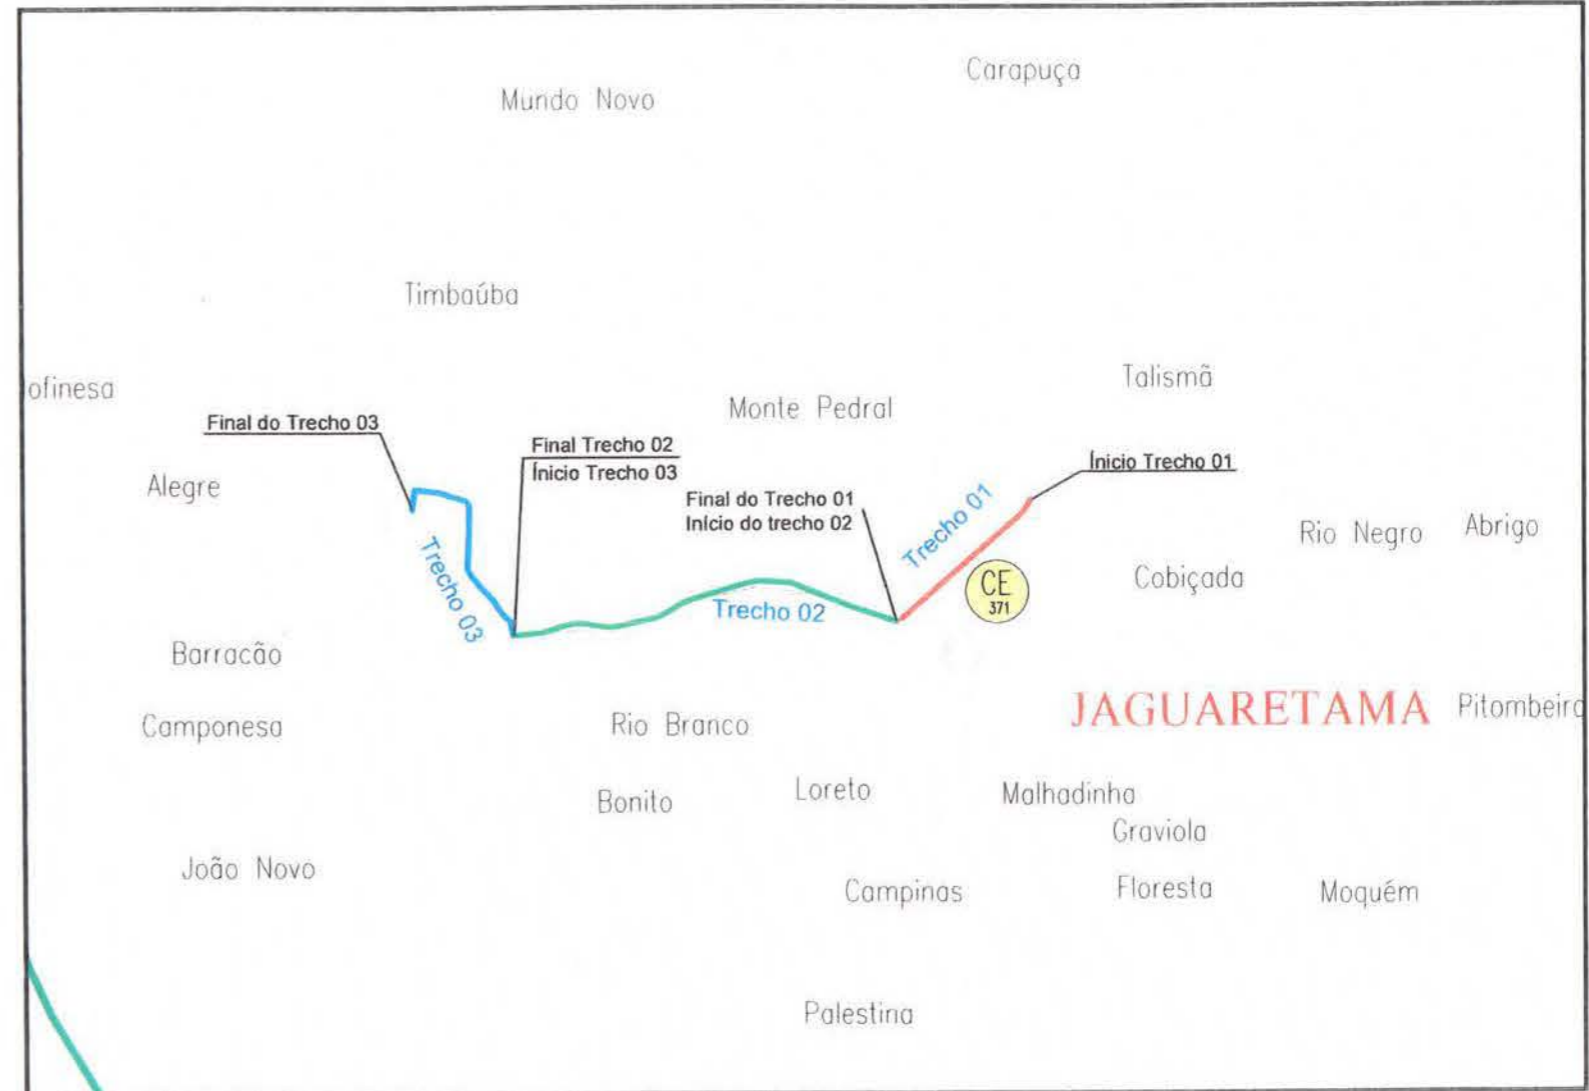 Carapuça
Mundo Novo
Timbaúba
Talismã
ofinesa
Monte Pedral
Final do Trecho 03
Final Trecho 02
Ínicio Trecho 03
Ínicio Trecho 01
Alegre
Final do Trecho 01
Início do trecho 02
Trecho 01
Rio Negro
Abrigo
Trecho 03
CE
371
Cobiçada
Trecho 02
Barracão
JAGUARETAMA
Pitombeira
Camponesa
Rio Branco
Loreto
Malhadinha
Bonito
Graviola
João Novo
Campinas
Floresta
Moquém
Palestina